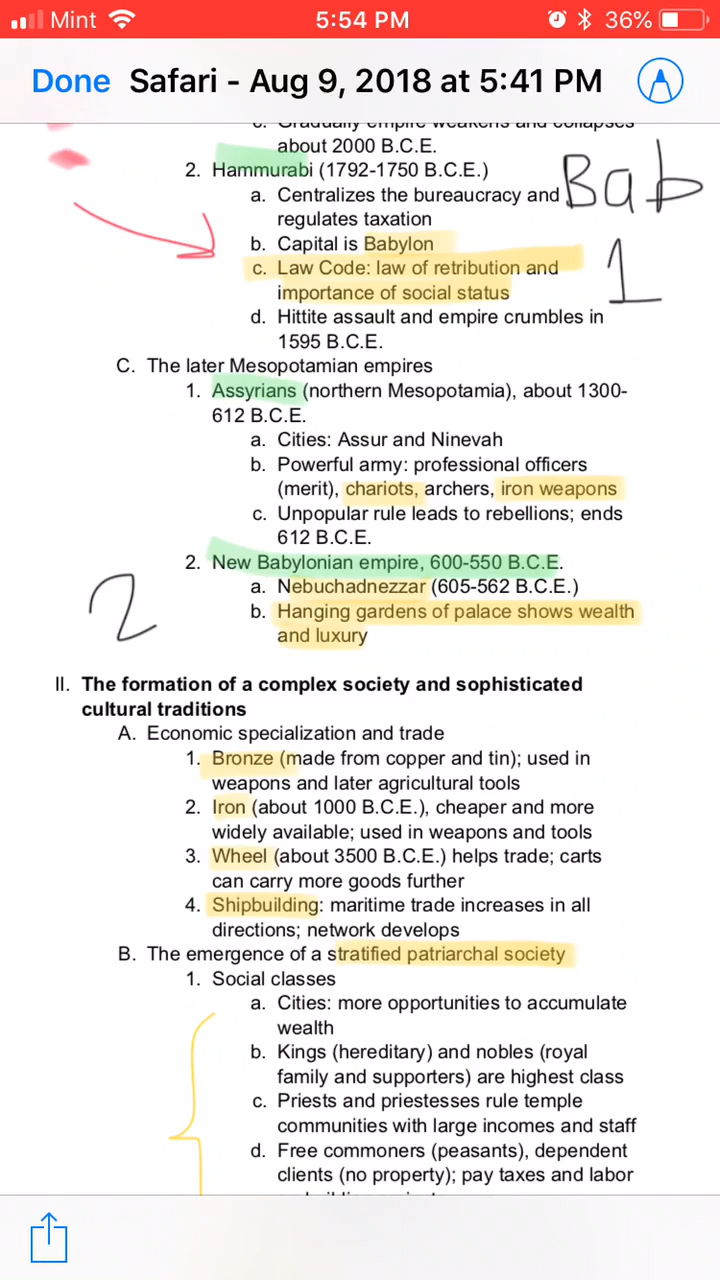 Mint 5:54 PM 36%
Done Safari - Aug 9, 2018 at 5:41 PM
c. Gradually empire weakens and collapses
about 2000 B.C.E.
2. Hammurabi (1792-1750 B.C.E.)
Bab
a. Centralizes the bureaucracy and
regulates taxation
b. Capital is Babylon
1
c. Law Code: law of retribution and
importance of social status
d. Hittite assault and empire crumbles in
1595 B.C.E.
C. The later Mesopotamian empires
1. Assyrians (northern Mesopotamia), about 1300-
612 B.C.E.
a. Cities: Assur and Ninevah
b. Powerful army: professional officers
(merit), chariots, archers, iron weapons
c. Unpopular rule leads to rebellions; ends
612 B.C.E.
2. New Babylonian empire, 600-550 B.C.E.
a. Nebuchadnezzar (605-562 B.C.E.)
2
b. Hanging gardens of palace shows wealth
and luxury
II. The formation of a complex society and sophisticated
cultural traditions
A. Economic specialization and trade
1. Bronze (made from copper and tin); used in
weapons and later agricultural tools
2. Iron (about 1000 B.C.E.), cheaper and more
widely available; used in weapons and tools
3. Wheel (about 3500 B.C.E.) helps trade; carts
can carry more goods further
4. Shipbuilding: maritime trade increases in all
directions; network develops
B. The emergence of a stratified patriarchal society
1. Social classes
a. Cities: more opportunities to accumulate
wealth
b. Kings (hereditary) and nobles (royal
family and supporters) are highest class
c. Priests and priestesses rule temple
communities with large incomes and staff
d. Free commoners (peasants), dependent
clients (no property); pay taxes and labor